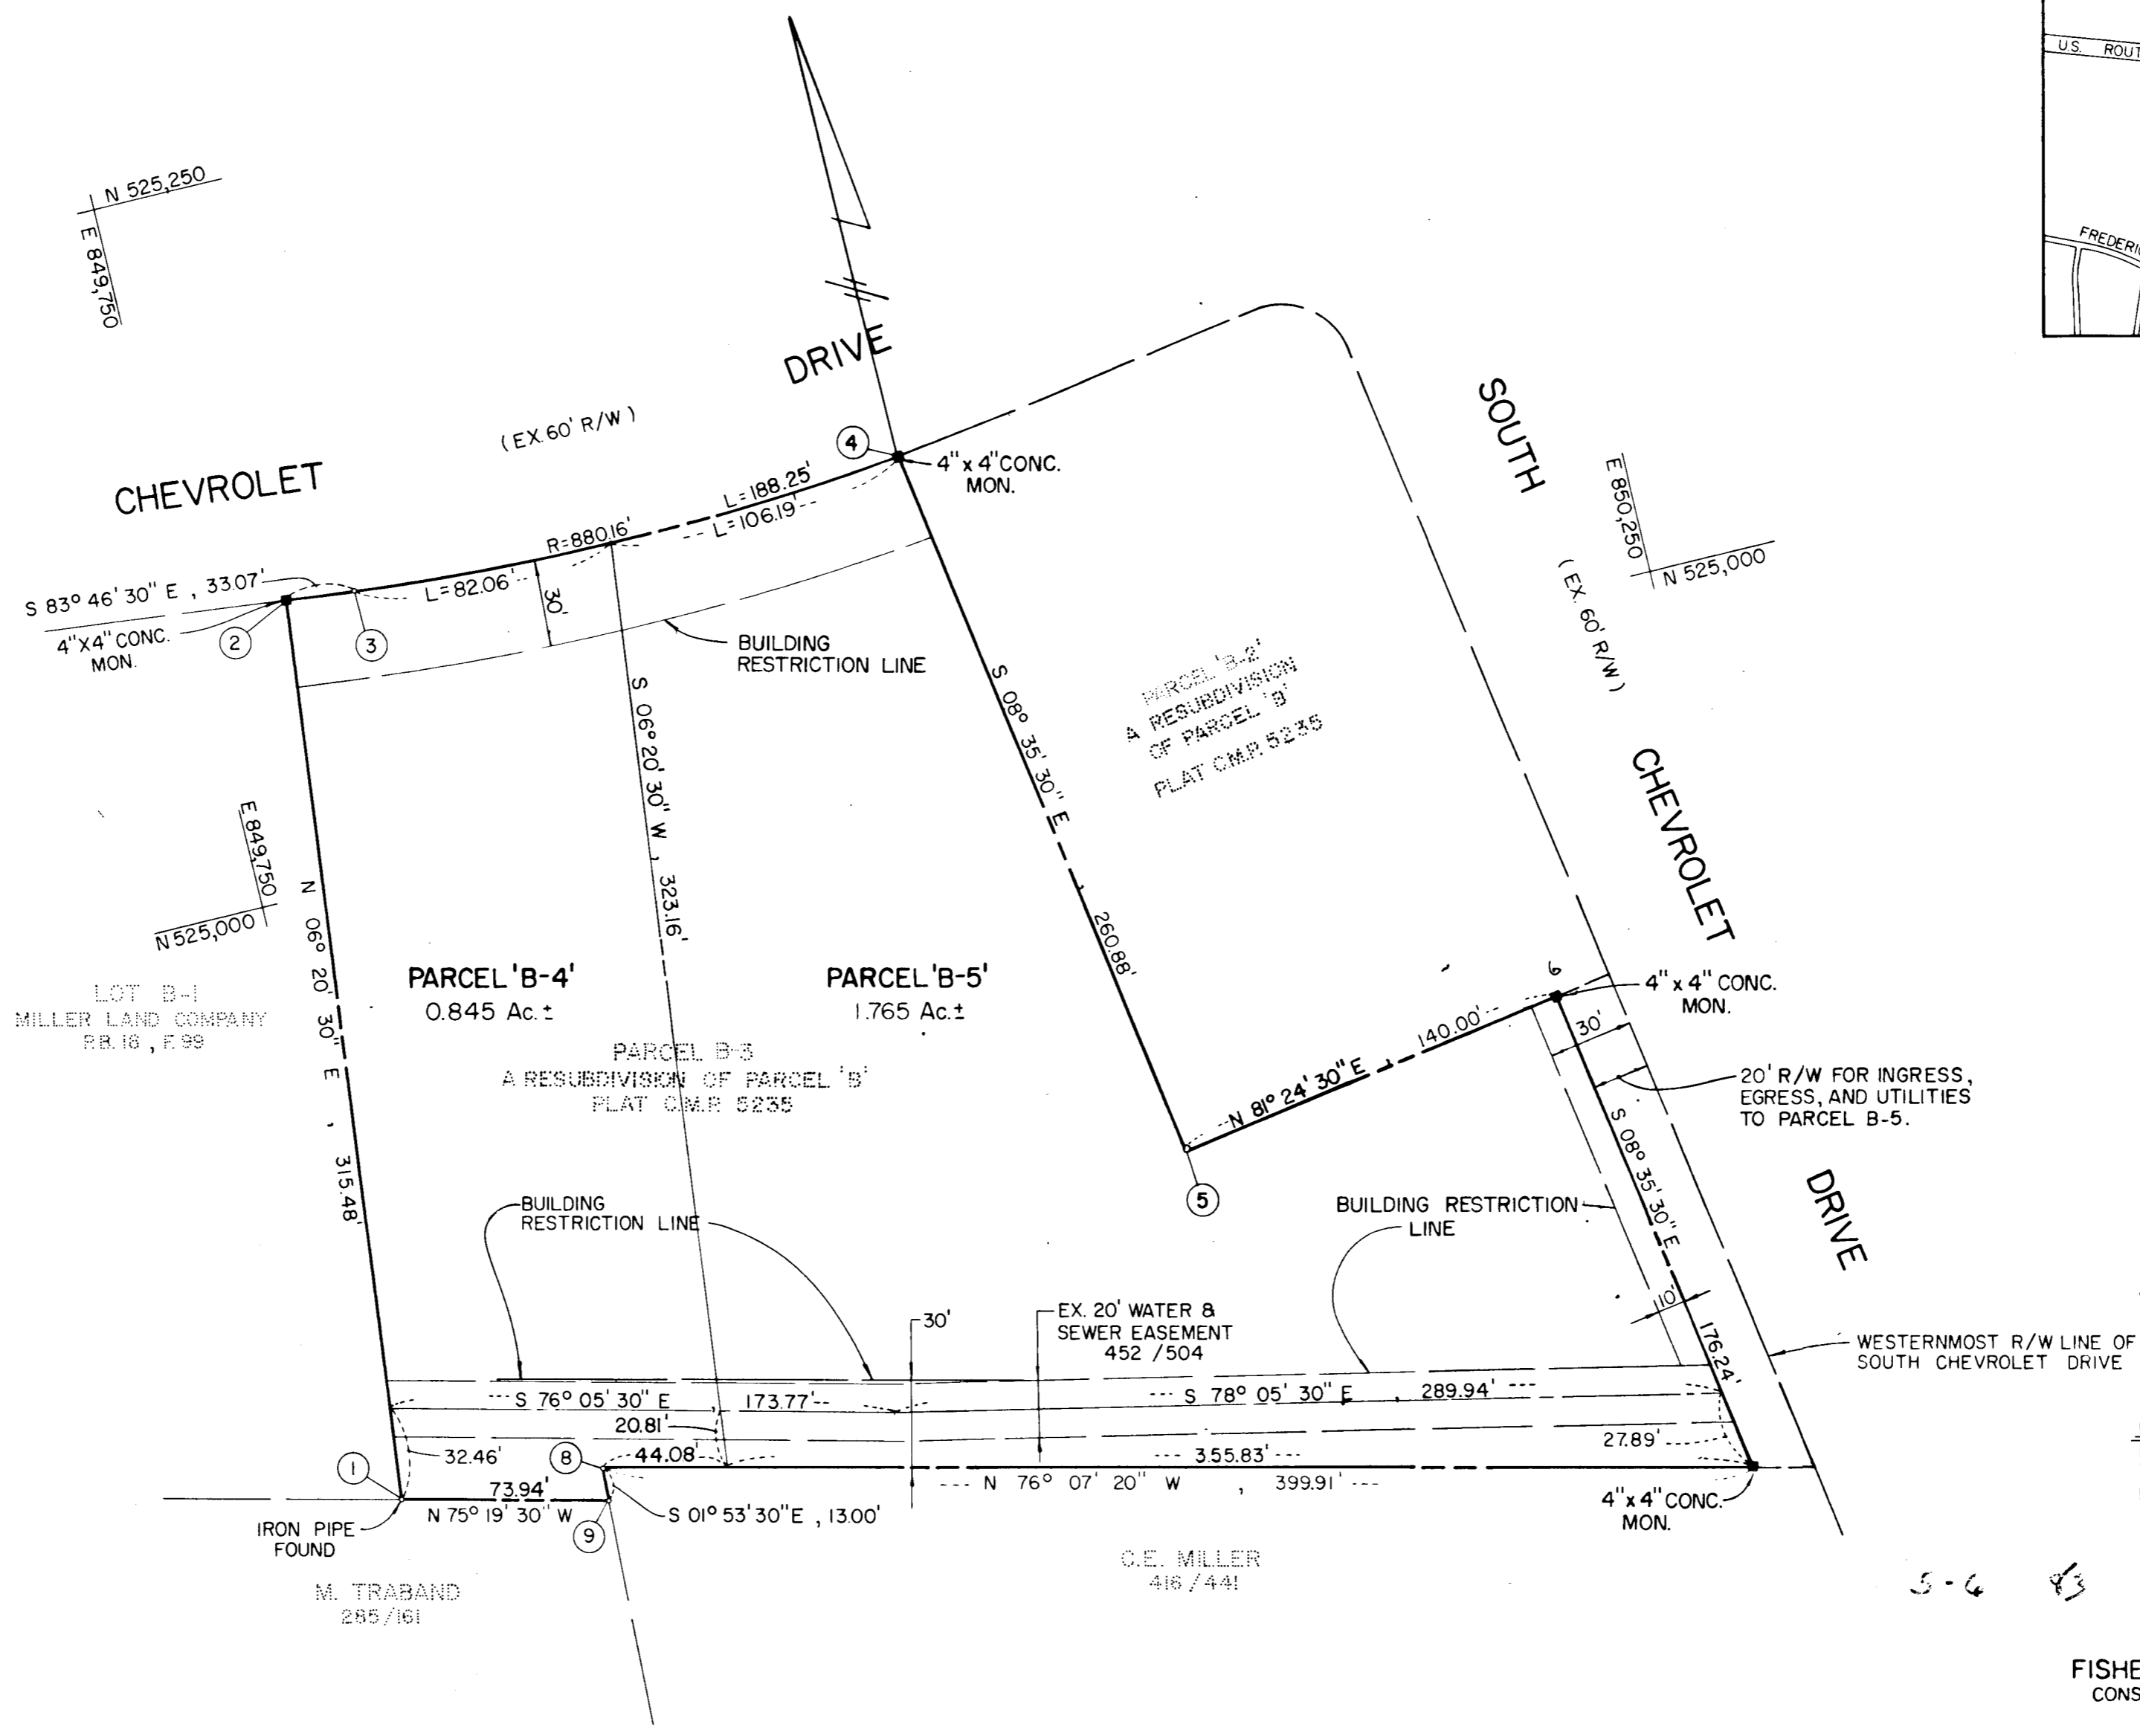 U.S. ROUT
FREDERI
N 525,250
E 849,750
CHEVROLET
DRIVE
(EX. 60' R/W)
SOUTH
CHEVROLET
DRIVE
(EX. 60' R/W)
E 850,250
N 525,000
4
4"x4" CONC.
MON.
L=188.25'
L=106.19'
R=880.16'
L=82.06'
30'
S 83° 46' 30" E , 33.07'
4"X4" CONC.
MON.
2
3
BUILDING
RESTRICTION LINE
S 06° 20' 30" W , 323.16'
S 08° 35' 30" E
260.88'
PARCEL 'B-2'
A RESUBDIVISION
OF PARCEL 'B'
PLAT C.M.P. 5235
E 849,750
N 525,000
N 06° 20' 30" E , 315.48'
LOT B-1
MILLER LAND COMPANY
P.B. 16 , F. 99
PARCEL 'B-4'
0.845 Ac. ±
PARCEL 'B-5'
1.765 Ac. ±
PARCEL B-3
A RESUBDIVISION OF PARCEL 'B'
PLAT C.M.P. 5235
6
4"x4" CONC.
MON.
30'
N 81° 24' 30" E
140.00'
5
20' R/W FOR INGRESS,
EGRESS, AND UTILITIES
TO PARCEL B-5.
S 08° 35' 30" E
176.24'
10'
BUILDING
RESTRICTION LINE
BUILDING RESTRICTION
LINE
30'
EX. 20' WATER &
SEWER EASEMENT
452 / 504
WESTERNMOST R/W LINE OF
SOUTH CHEVROLET DRIVE
S 76° 05' 30" E , 173.77'
S 78° 05' 30" E , 289.94'
20.81'
32.46'
44.08'
355.83'
27.89'
1
8
73.94'
N 75° 19' 30" W
N 76° 07' 20" W , 399.91'
S 01° 53' 30" E , 13.00'
9
IRON PIPE
FOUND
4"x4" CONC.
MON.
M. TRABAND
285/161
C.E. MILLER
416/441
5-6
FISHE
CONS